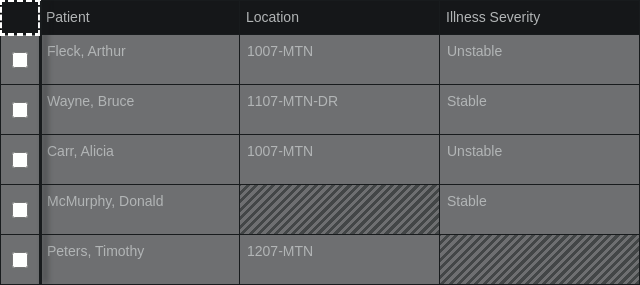 Patient Location Illness Severity
Fleck, Arthur 1007-MTN Unstable
Wayne, Bruce 1107-MTN-DR Stable
Carr, Alicia 1007-MTN Unstable
McMurphy, Donald Stable
Peters, Timothy 1207-MTN